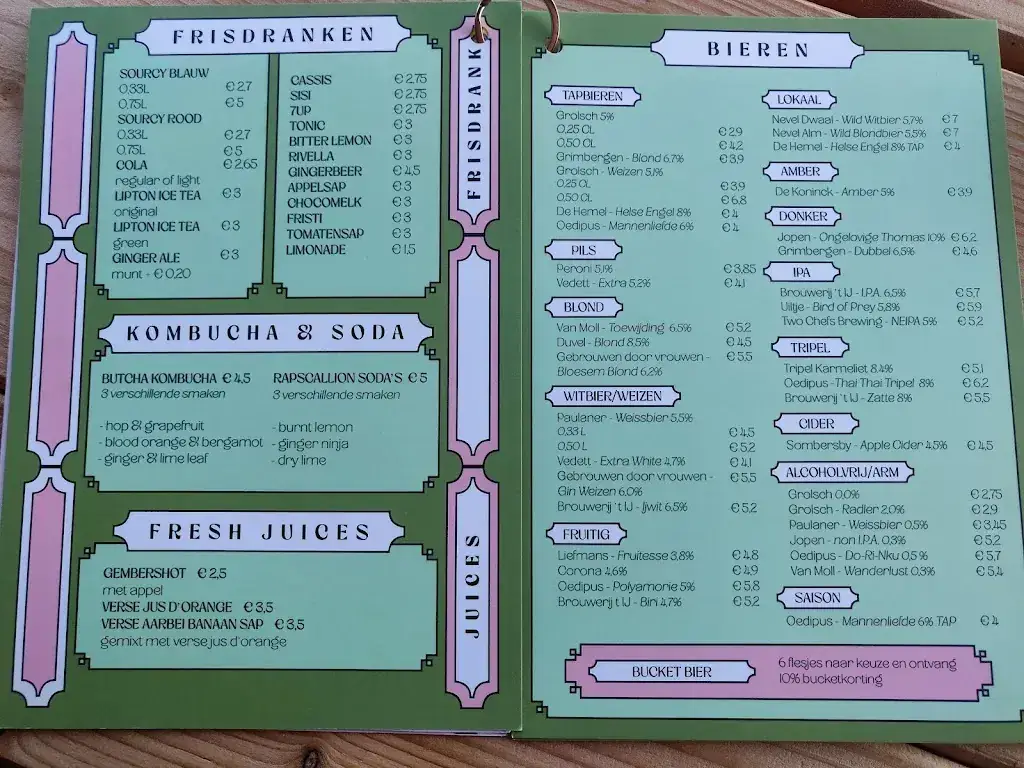 FRISDRANKEN
SOURCY BLAUW
0,33L € 2,7
0,75L € 5
SOURCY ROOD
0,33L € 2,7
0,75L € 5
COLA € 2,65
regular of light
LIPTON ICE TEA € 3
original
LIPTON ICE TEA € 3
green
GINGER ALE € 3
munt + € 0,20
CASSIS € 2,75
SISI € 2,75
7UP € 2,75
TONIC € 3
BITTER LEMON € 3
RIVELLA € 3
GINGERBEER € 4,5
APPELSAP € 3
CHOCOMELK € 3
FRISTI € 3
TOMATENSAP € 3
LIMONADE € 1,5
KOMBUCHA & SODA
BUTCHA KOMBUCHA € 4,5
3 verschillende smaken
- hop & grapefruit
- blood orange & bergamot
- ginger & lime leaf
RAPSCALLION SODA'S € 5
3 verschillende smaken
- burnt lemon
- ginger ninja
- dry lime
FRESH JUICES
GEMBERSHOT € 2,5
met appel
VERSE JUS D'ORANGE € 3,5
VERSE AARBEI BANAAN SAP € 3,5
gemixt met verse jus d'orange
FRISDRANK
JUICES
BIEREN
TAPBIEREN
Grolsch 5%
0,25 CL € 2,9
0,50 CL € 4,2
Grimbergen - Blond 6,7% € 3,9
Grolsch - Weizen 5,1%
0,25 CL € 3,9
0,50 CL € 6,8
De Hemel - Helse Engel 8% € 4
Oedipus - Mannenliefde 6% € 4
PILS
Peroni 5,1% € 3,85
Vedett - Extra 5,2% € 4,1
BLOND
Van Moll - Toewijding 6,5% € 5,2
Duvel - Blond 8,5% € 4,5
Gebrouwen door vrouwen - € 5,5
Bloesem Blond 6,2%
WITBIER/WEIZEN
Paulaner - Weissbier 5,5%
0,33 L € 4,5
0,50 L € 5,2
Vedett - Extra White 4,7% € 4,1
Gebrouwen door vrouwen - € 5,5
Gin Weizen 6,0%
Brouwerij 't IJ - Ijwit 6,5% € 5,2
FRUITIG
Liefmans - Fruitesse 3,8% € 4,8
Corona 4,6% € 4,9
Oedipus - Polyamorie 5% € 5,8
Brouwerij t IJ - Biri 4,7% € 5,2
LOKAAL
Nevel Dwaal - Wild Witbier 5,7% € 7
Nevel Alm - Wild Blondbier 5,5% € 7
De Hemel - Helse Engel 8% TAP € 4
AMBER
De Koninck - Amber 5% € 3,9
DONKER
Jopen - Ongelovige Thomas 10% € 6,2
Grimbergen - Dubbel 6,5% € 4,6
IPA
Brouwerij 't IJ - I.P.A. 6,5% € 5,7
Uiltje - Bird of Prey 5,8% € 5,9
Two Chefs Brewing - NEIPA 5% € 5,2
TRIPEL
Tripel Karmeliet 8,4% € 5,1
Oedipus - Thai Thai Tripel 8% € 6,2
Brouwerij 't IJ - Zatte 8% € 5,5
CIDER
Sombersby - Apple Cider 4,5% € 4,5
ALCOHOLVRIJ/ARM
Grolsch 0,0% € 2,75
Grolsch - Radler 2,0% € 2,9
Paulaner - Weissbier 0,5% € 3,45
Jopen - non I.P.A. 0,3% € 5,2
Oedipus - Do-Ri-Nku 0,5 % € 5,7
Van Moll - Wanderlust 0,3% € 5,4
SAISON
Oedipus - Mannenliefde 6% TAP € 4
BUCKET BIER
6 flesjes naar keuze en ontvang
10% bucketkorting